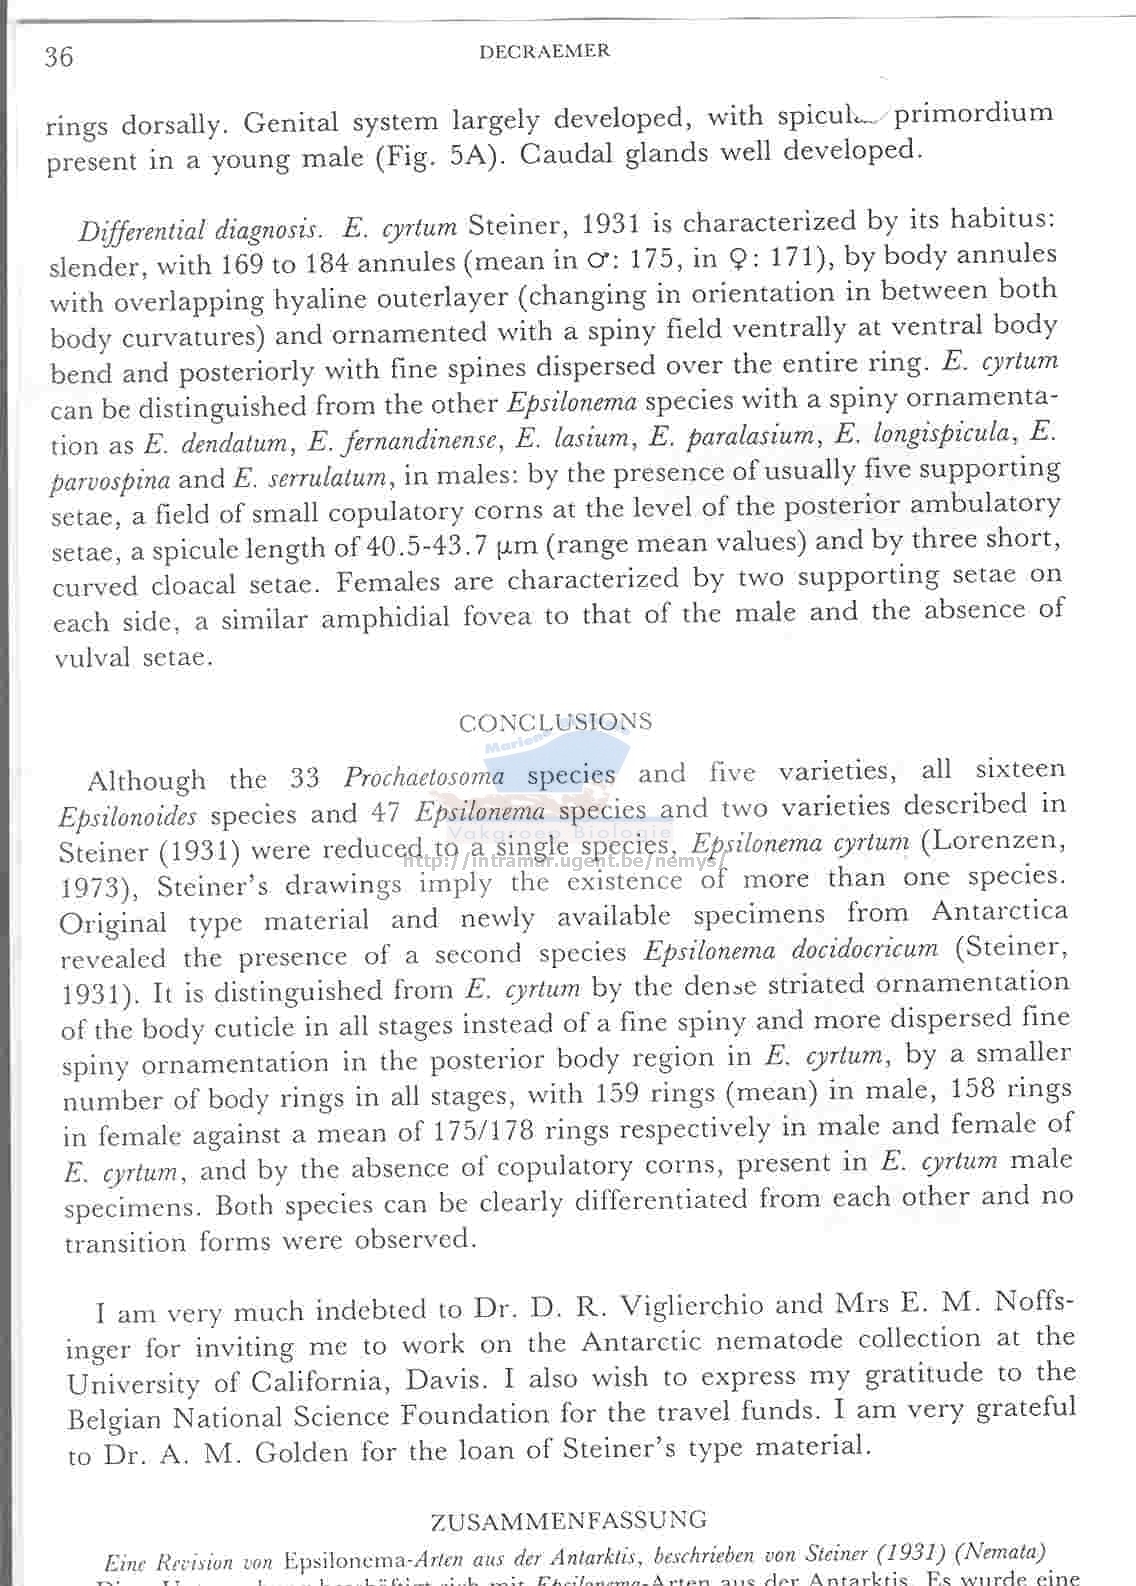 36
DECRAEMER
rings dorsally. Genital system largely developed, with primordium
present in a young male (Fig. 5A). Caudal glands well developed.
Differential diagnosis. E. cyrtum Steiner, 1931 is characterized by its habitus:
slender, with 169 to 184 annules (mean in ♂: 175, in ♀: 171), by body annules
with overlapping hyaline outerlayer (changing in orientation in between both
body curvatures) and ornamented with a spiny field ventrally at ventral body
bend and posteriorly with fine spines dispersed over the entire ring. E. cyrtum
can be distinguished from the other Epsilonema species with a spiny ornamenta-
tion as E. dendatum, E. fernandinense, E. lasium, E. paralasium, E. longispicula, E.
parvospina and E. serrulatum, in males: by the presence of usually five supporting
setae, a field of small copulatory corns at the level of the posterior ambulatory
setae, a spicule length of 40.5-43.7 µm (range mean values) and by three short,
curved cloacal setae. Females are characterized by two supporting setae on
each side, a similar amphidial fovea to that of the male and the absence of
vulval setae.
CONCLUSIONS
Although the 33 Prochaetosoma species and five varieties, all sixteen
Epsilonoides species and 47 Epsilonema species and two varieties described in
Vakgroep Biologie
Steiner (1931) were reduced to a single species, Epsilonema cyrtum (Lorenzen,
http://intramar.ugent.be/nemys/
1973), Steiner's drawings imply the existence of more than one species.
Original type material and newly available specimens from Antarctica
revealed the presence of a second species Epsilonema docidocricum (Steiner,
1931). It is distinguished from E. cyrtum by the dense striated ornamentation
of the body cuticle in all stages instead of a fine spiny and more dispersed fine
spiny ornamentation in the posterior body region in E. cyrtum, by a smaller
number of body rings in all stages, with 159 rings (mean) in male, 158 rings
in female against a mean of 175/178 rings respectively in male and female of
E. cyrtum, and by the absence of copulatory corns, present in E. cyrtum male
specimens. Both species can be clearly differentiated from each other and no
transition forms were observed.
I am very much indebted to Dr. D. R. Viglierchio and Mrs E. M. Noffs-
inger for inviting me to work on the Antarctic nematode collection at the
University of California, Davis. I also wish to express my gratitude to the
Belgian National Science Foundation for the travel funds. I am very grateful
to Dr. A. M. Golden for the loan of Steiner's type material.
ZUSAMMENFASSUNG
Eine Revision von Epsilonema-Arten aus der Antarktis, beschrieben von Steiner (1931) (Nemata)
mit Epsilonema-Arten aus der Antarktis. Es wurde eine